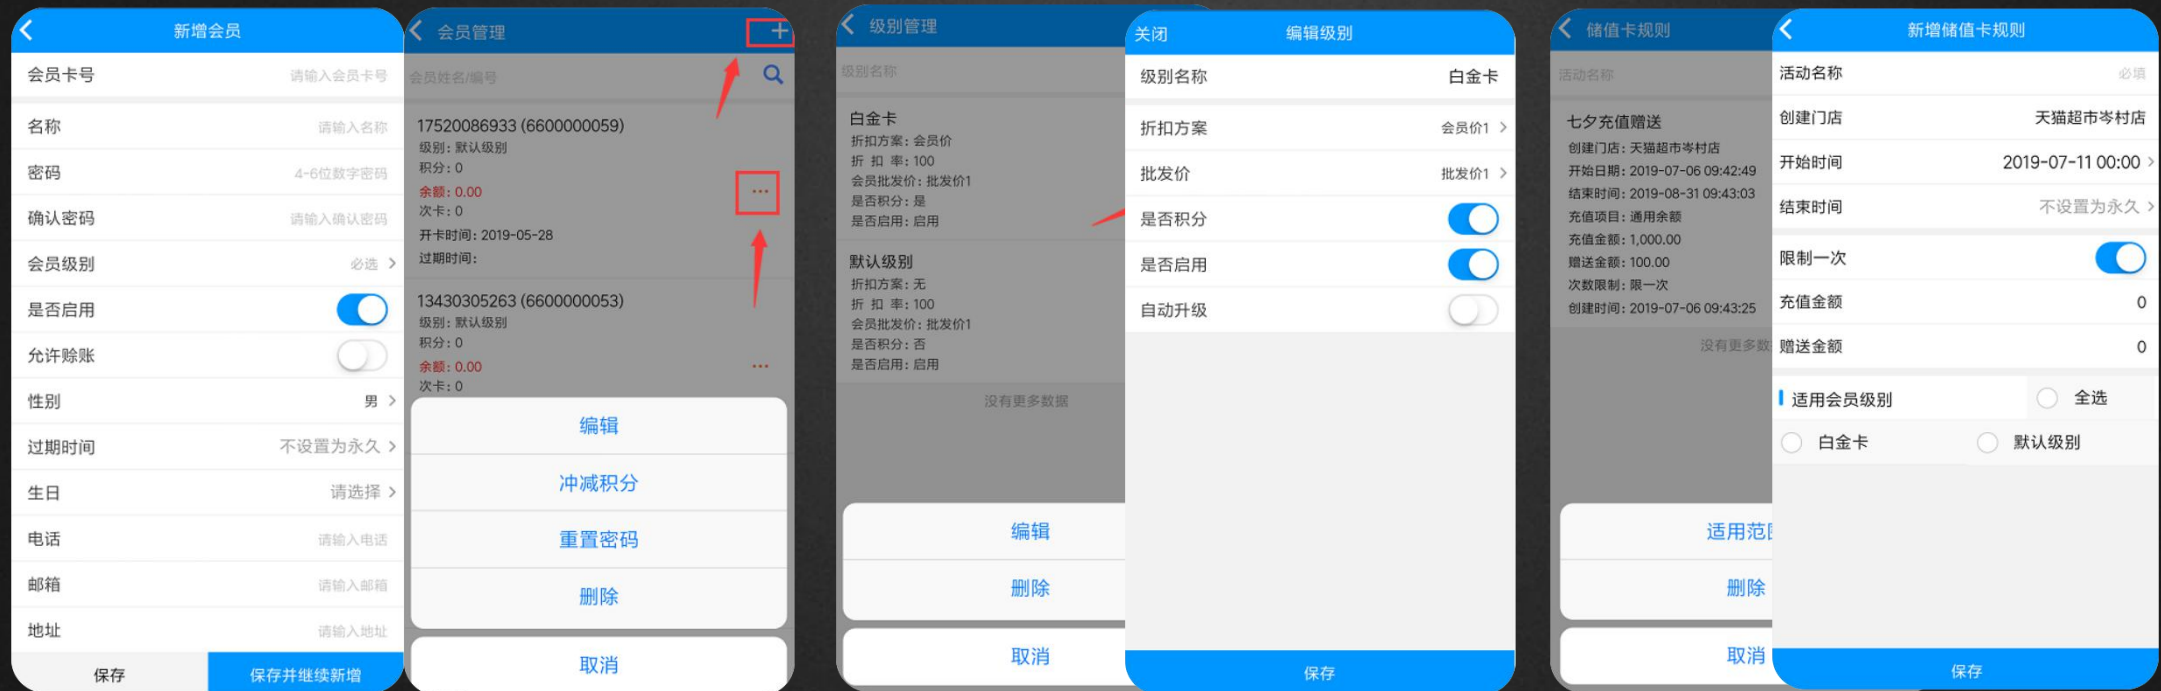 新增会员
会员卡号 请输入会员卡号
名称 请输入名称
密码 4-6位数字密码
确认密码 请输入确认密码
会员级别 必选
是否启用
允许赊账
性别 男
过期时间 不设置为永久
生日 请选择
电话 请输入电话
邮箱 请输入邮箱
地址 请输入地址
保存 保存并继续新增
会员管理
会员姓名/编号
17520086933 (6600000059)
级别: 默认级别
积分: 0
余额: 0.00
次卡: 0
开卡时间: 2019-05-28
过期时间:
13430305263 (6600000053)
级别: 默认级别
积分: 0
余额: 0.00
次卡: 0
编辑
冲减积分
重置密码
删除
取消
级别管理
级别名称
白金卡
折扣方案: 会员价
折 扣 率: 100
会员批发价: 批发价1
是否积分: 是
是否启用: 启用
默认级别
折扣方案: 无
折 扣 率: 100
会员批发价: 批发价1
是否积分: 否
是否启用: 启用
没有更多数据
编辑
删除
取消
关闭 编辑级别
级别名称 白金卡
折扣方案 会员价1
批发价 批发价1
是否积分
是否启用
自动升级
保存
储值卡规则
活动名称
七夕充值赠送
创建门店: 天猫超市岑村店
开始日期: 2019-07-06 09:42:49
结束时间: 2019-08-31 09:43:03
充值项目: 通用余额
充值金额: 1,000.00
赠送金额: 100.00
次数限制: 限一次
创建时间: 2019-07-06 09:43:25
没有更多数
适用范
删除
取消
新增储值卡规则
活动名称 必填
创建门店 天猫超市岑村店
开始时间 2019-07-11 00:00
结束时间 不设置为永久
限制一次
充值金额 0
赠送金额 0
适用会员级别 全选
白金卡 默认级别
保存